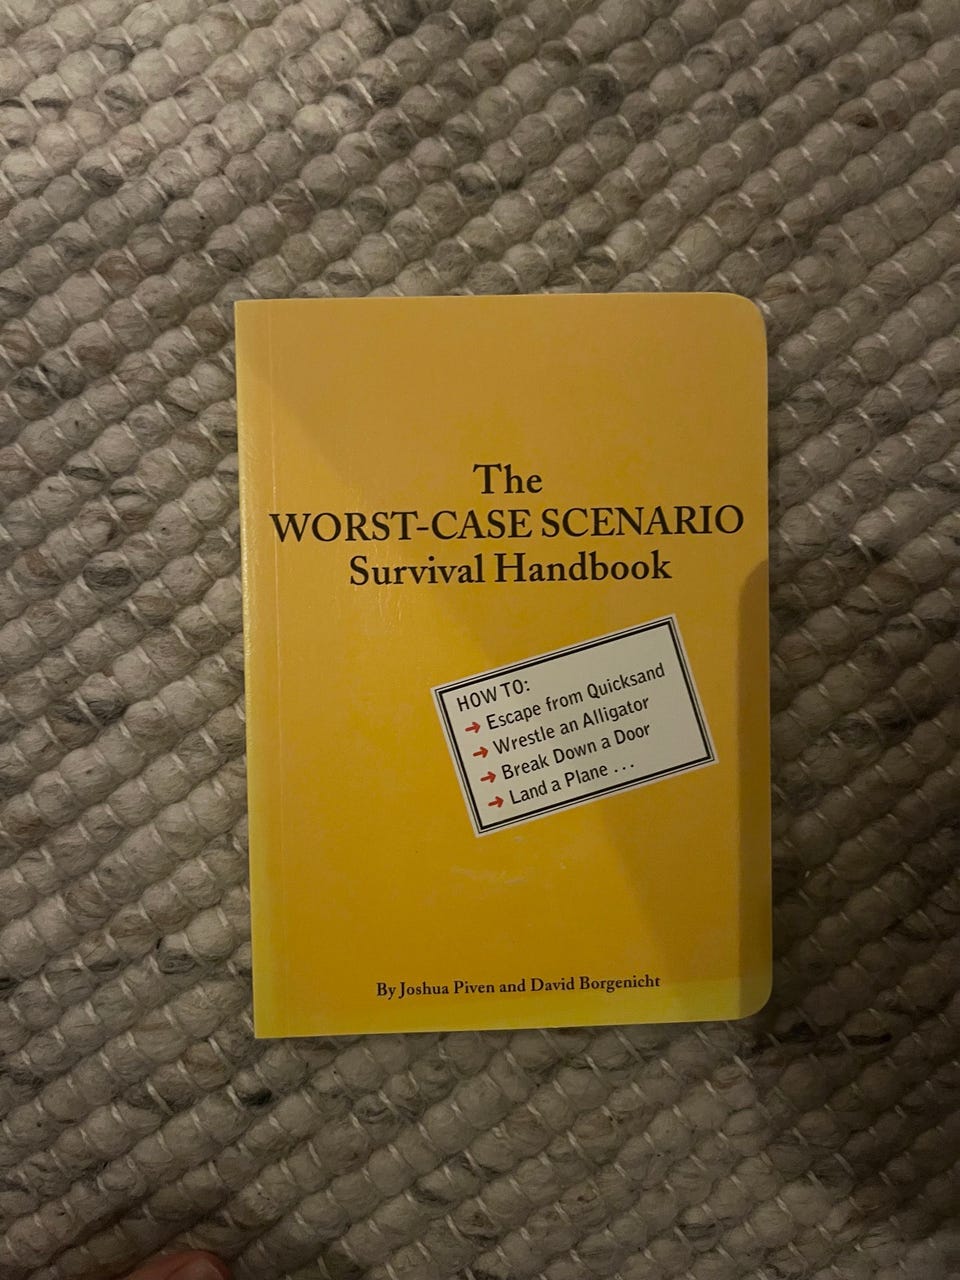 The
WORST-CASE SCENARIO
Survival Handbook
HOW TO:
➔ Escape from Quicksand
➔ Wrestle an Alligator
➔ Break Down a Door
➔ Land a Plane . . .
By Joshua Piven and David Borgenicht